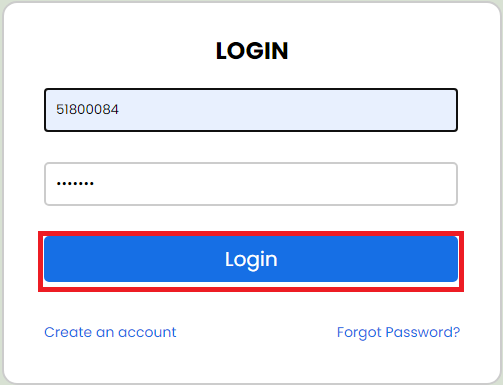 LOGIN
51800084
•••••••
Login
Create an account
Forgot Password?